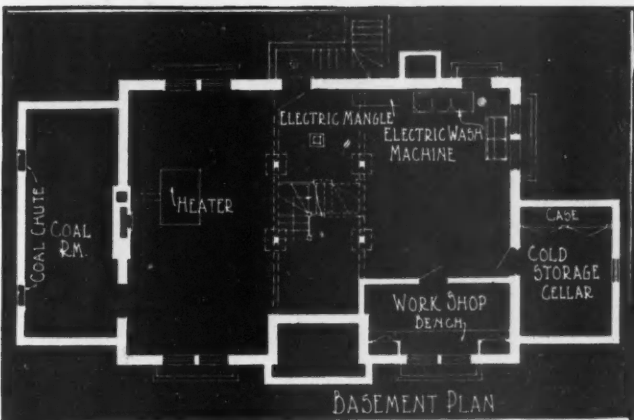 ELECTRIC MANGLE
ELECTRIC WASH
MACHINE
HEATER
COAL CHUTE
COAL
RM.
CASE
COLD
STORAGE
CELLAR
WORK SHOP
BENCH
BASEMENT PLAN